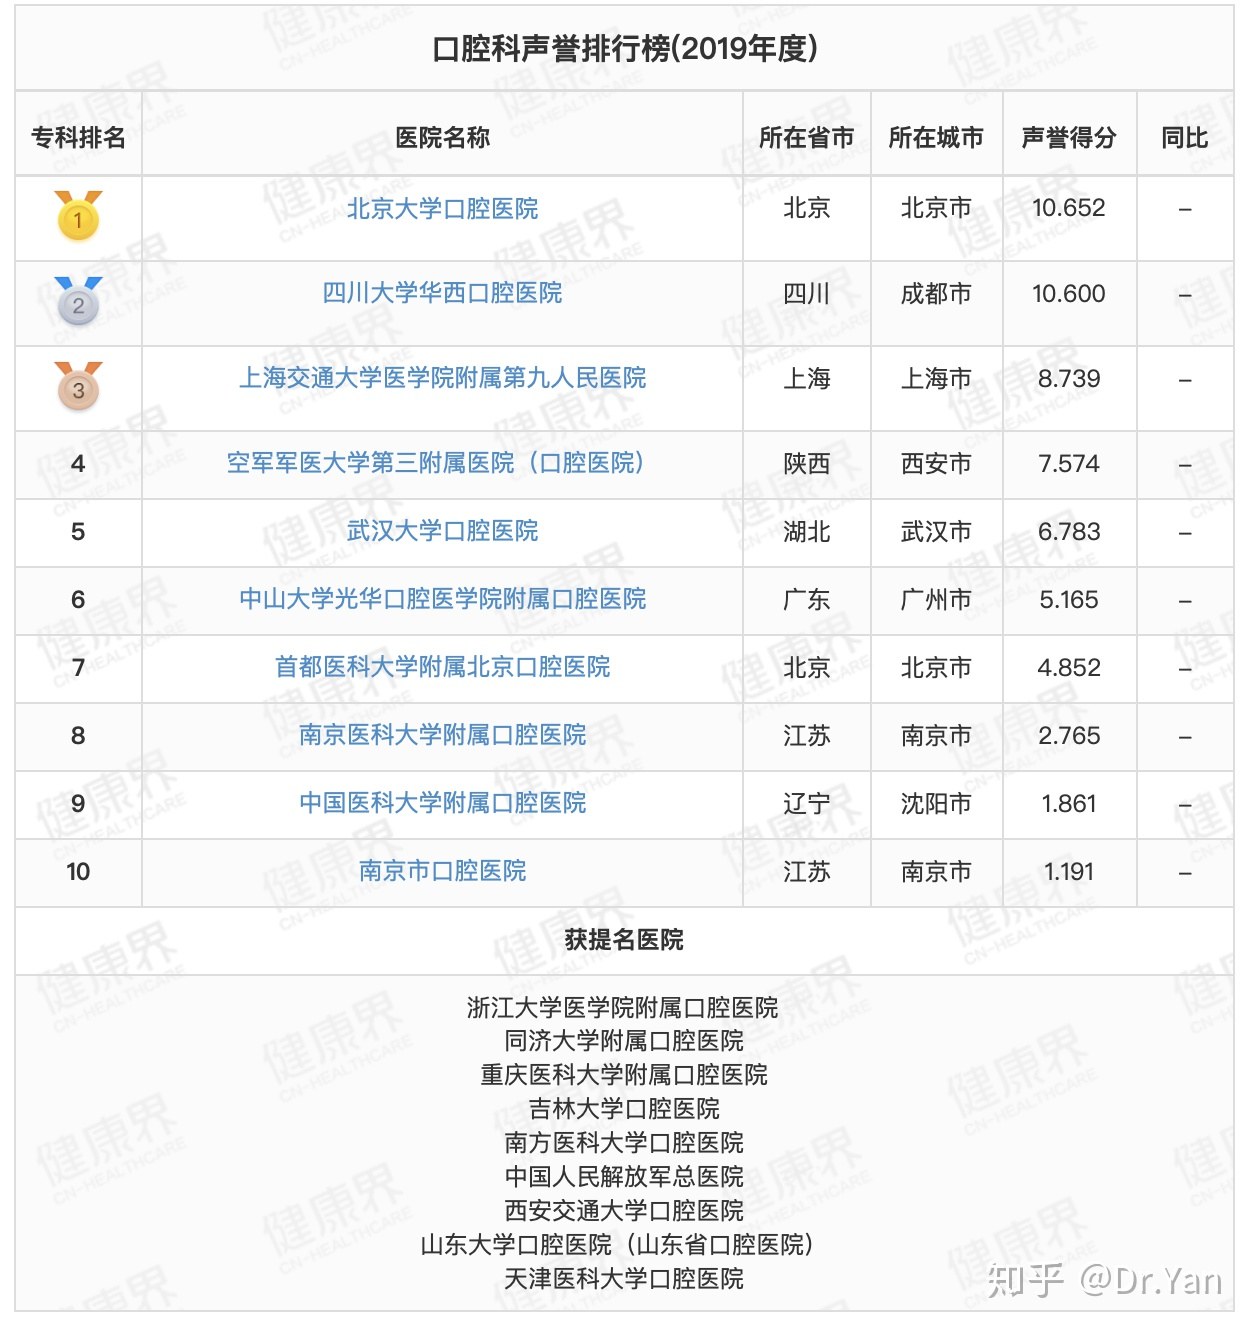 口腔科声誉排行榜(2019年度)
专科排名 医院名称 所在省市 所在城市 声誉得分 同比
1 北京大学口腔医院 北京 北京市 10.652 –
2 四川大学华西口腔医院 四川 成都市 10.600 –
3 上海交通大学医学院附属第九人民医院 上海 上海市 8.739 –
4 空军军医大学第三附属医院（口腔医院） 陕西 西安市 7.574 –
5 武汉大学口腔医院 湖北 武汉市 6.783 –
6 中山大学光华口腔医学院附属口腔医院 广东 广州市 5.165 –
7 首都医科大学附属北京口腔医院 北京 北京市 4.852 –
8 南京医科大学附属口腔医院 江苏 南京市 2.765 –
9 中国医科大学附属口腔医院 辽宁 沈阳市 1.861 –
10 南京市口腔医院 江苏 南京市 1.191 –
获提名医院
浙江大学医学院附属口腔医院
同济大学附属口腔医院
重庆医科大学附属口腔医院
吉林大学口腔医院
南方医科大学口腔医院
中国人民解放军总医院
西安交通大学口腔医院
山东大学口腔医院（山东省口腔医院）
天津医科大学口腔医院
知乎 @Dr.Yan
健康界
CN-HEALTHCARE